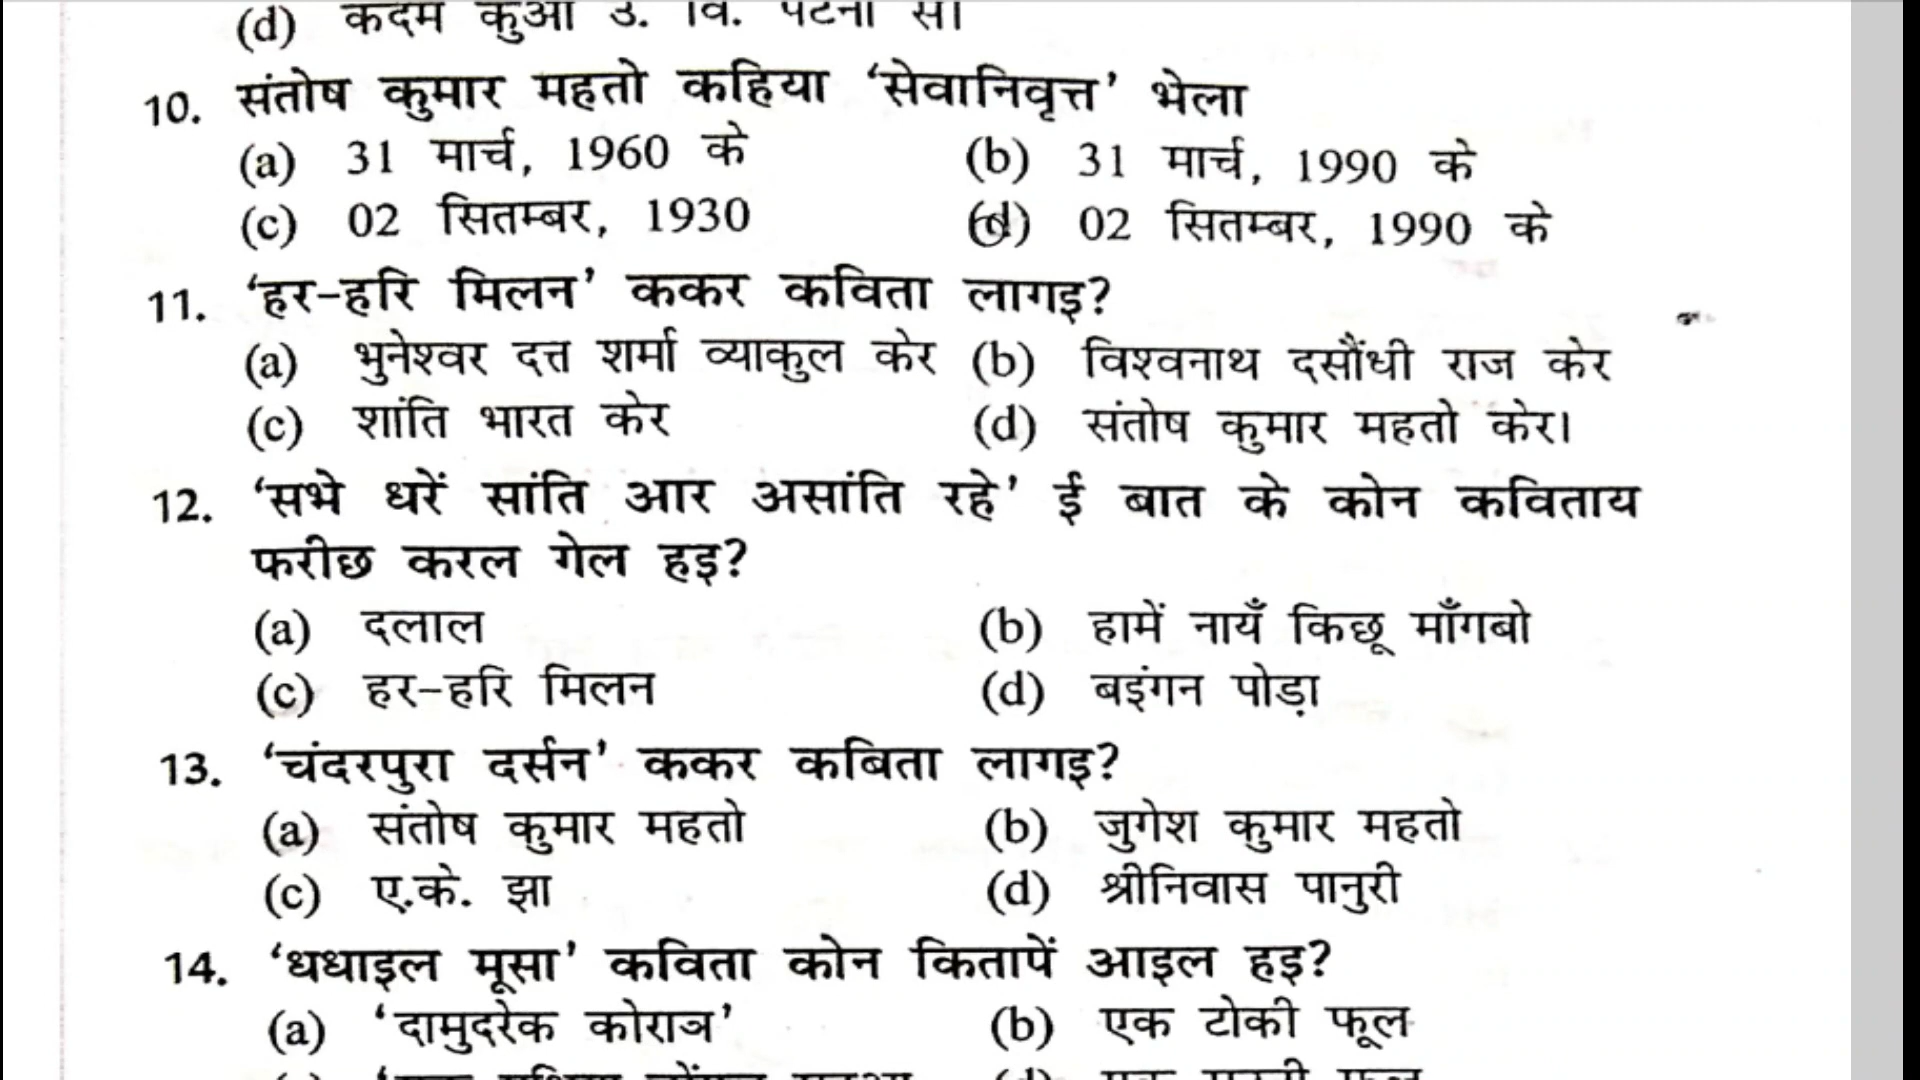 (d) कदम कुआँ उ. वि. पटना से।
10. संतोष कुमार महतो कहिया ‘सेवानिवृत्त’ भेला
(a) 31 मार्च, 1960 के (b) 31 मार्च, 1990 के
(c) 02 सितम्बर, 1930 (d) 02 सितम्बर, 1990 के
11. ‘हर-हरि मिलन’ ककर कविता लागइ?
(a) भुनेश्वर दत्त शर्मा व्याकुल केर (b) विश्वनाथ दसौंधी राज केर
(c) शांति भारत केर (d) संतोष कुमार महतो केर।
12. ‘सभे धरें सांति आर असांति रहे’ ई बात के कोन कविताय
फरीछ करल गेल हइ?
(a) दलाल (b) हामें नायँ किछू माँगबो
(c) हर-हरि मिलन (d) बइंगन पोड़ा
13. ‘चंदरपुरा दर्सन’ ककर कबिता लागइ?
(a) संतोष कुमार महतो (b) जुगेश कुमार महतो
(c) ए.के. झा (d) श्रीनिवास पानुरी
14. ‘धधाइल मूसा’ कविता कोन कितापें आइल हइ?
(a) ‘दामुदरेक कोराञ’ (b) एक टोकी फूल